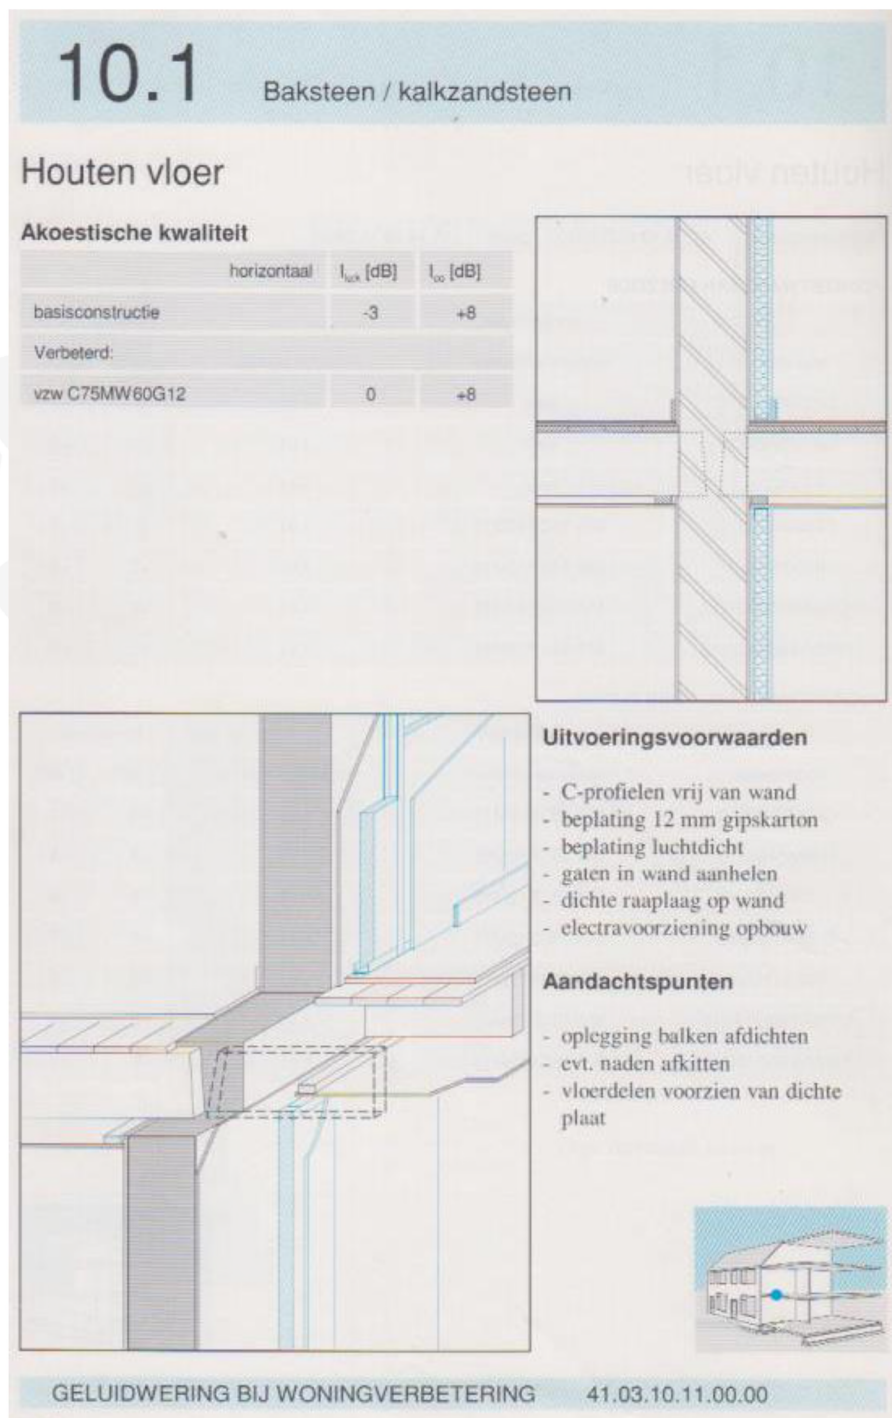 10.1
Baksteen / kalkzandsteen
Houten vloer
Akoestische kwaliteit
horizontaal I_luck [dB] I_co [dB]
basisconstructie -3 +8
Verbeterd:
vzw C75MW60G12 0 +8
Uitvoeringsvoorwaarden
- C-profielen vrij van wand
- beplating 12 mm gipskarton
- beplating luchtdicht
- gaten in wand aanhelen
- dichte raaplaag op wand
- electravoorziening opbouw
Aandachtspunten
- oplegging balken afdichten
- evt. naden afkitten
- vloerdelen voorzien van dichte
plaat
GELUIDWERING BIJ WONINGVERBETERING 41.03.10.11.00.00